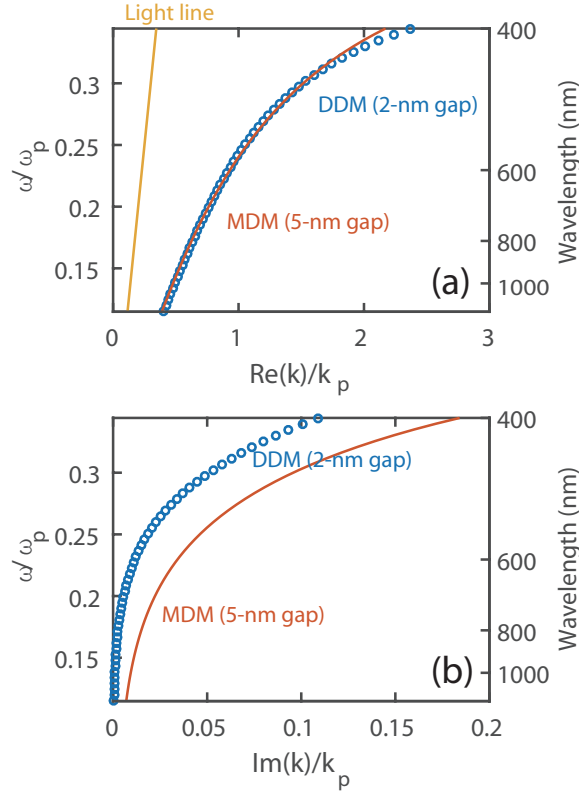 Light line
400
0.3
DDM (2-nm gap)
ω/ωp
Wavelength (nm)
0.25
600
0.2
MDM (5-nm gap)
800
0.15
(a)
1000
0
1
2
3
Re(k)/k p
400
DDM (2-nm gap)
0.3
ω/ωp
Wavelength (nm)
0.25
600
0.2
MDM (5-nm gap)
800
0.15
(b)
1000
0
0.05
0.1
0.15
0.2
Im(k)/k p